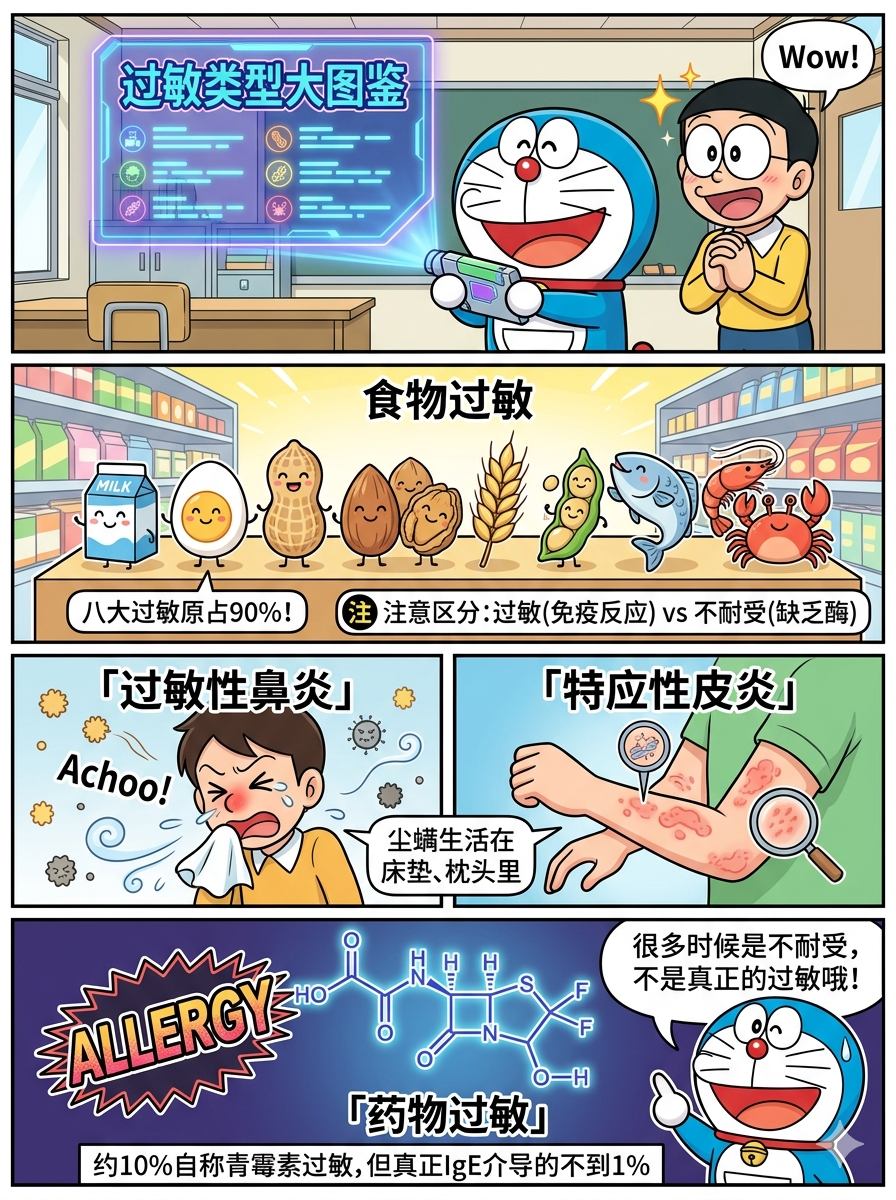 过敏类型大图鉴
Wow!
食物过敏
MILK
八大过敏原占90%!
注 注意区分:过敏(免疫反应) vs 不耐受(缺乏酶)
「过敏性鼻炎」
Achoo!
「特应性皮炎」
尘螨生活在
床垫、枕头里
ALLERGY
HO
O
O
H
N
H
H
S
F
F
N
O
O-H
很多时候是不耐受,
不是真正的过敏哦!
「药物过敏」
约10%自称青霉素过敏,但真正IgE介导的不到1%